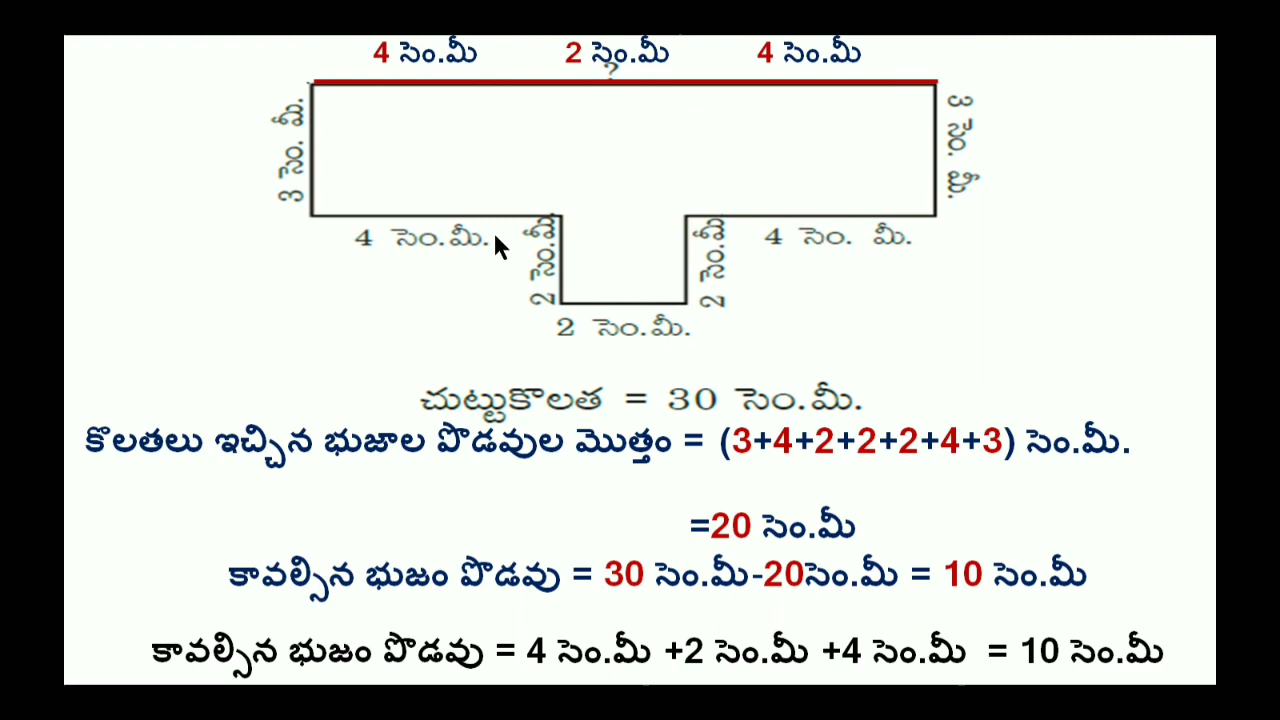 4 సెం.మీ 2 సెం.మీ 4 సెం.మీ
?
3 సెం. మీ.
3 సెం. మీ.
4 సెం.మీ.
2 సెం.మీ.
2 సెం.మీ
4 సెం. మీ.
2 సెం.మీ.
చుట్టుకొలత = 30 సెం.మీ.
కొలతలు ఇచ్చిన భుజాల పొడవుల మొత్తం = (3+4+2+2+2+4+3) సెం.మీ.
=20 సెం.మీ
కావల్సిన భుజం పొడవు = 30 సెం.మీ-20సెం.మీ = 10 సెం.మీ
కావల్సిన భుజం పొడవు = 4 సెం.మీ +2 సెం.మీ +4 సెం.మీ = 10 సెం.మీ